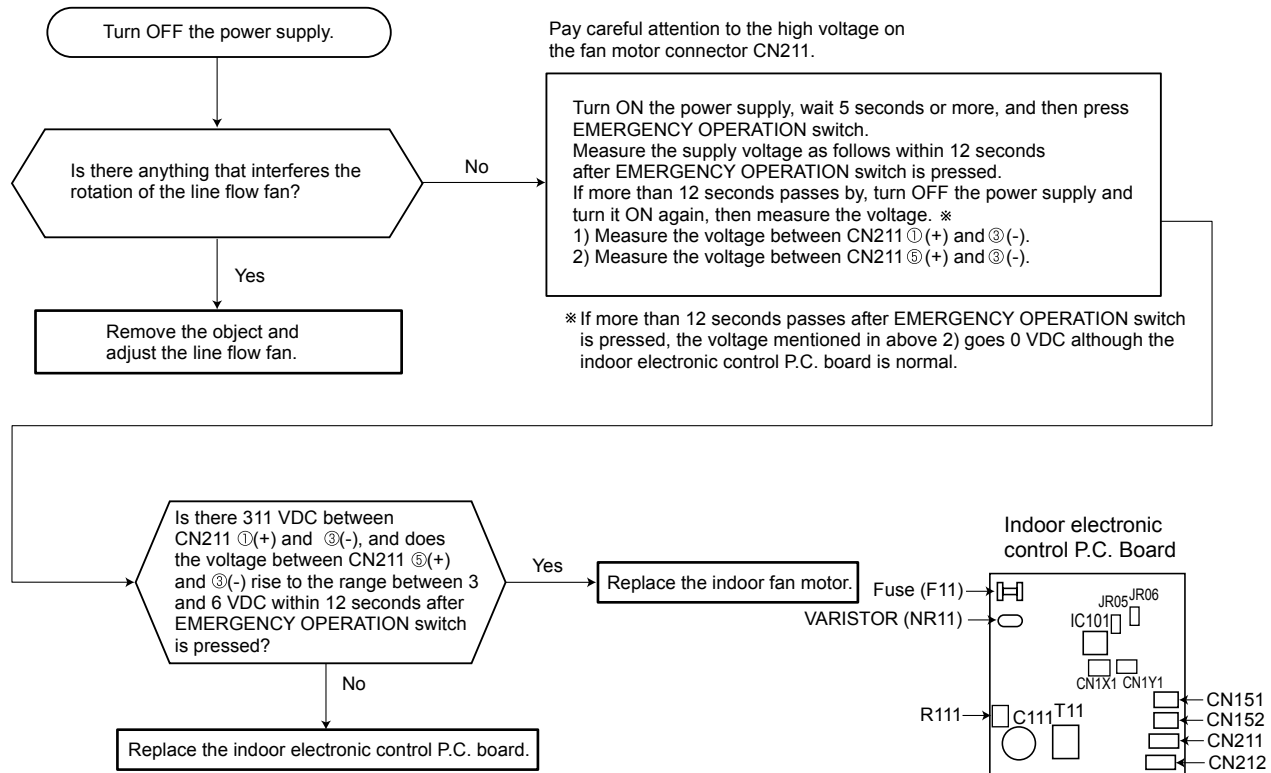 Turn OFF the power supply.
Pay careful attention to the high voltage on
the fan motor connector CN211.
Is there anything that interferes the
rotation of the line flow fan?
No
Turn ON the power supply, wait 5 seconds or more, and then press
EMERGENCY OPERATION switch.
Measure the supply voltage as follows within 12 seconds
after EMERGENCY OPERATION switch is pressed.
If more than 12 seconds passes by, turn OFF the power supply and
turn it ON again, then measure the voltage. ※
1) Measure the voltage between CN211 ①(+) and ③(-).
2) Measure the voltage between CN211 ⑤(+) and ③(-).
Yes
Remove the object and
adjust the line flow fan.
※ If more than 12 seconds passes after EMERGENCY OPERATION switch
is pressed, the voltage mentioned in above 2) goes 0 VDC although the
indoor electronic control P.C. board is normal.
Is there 311 VDC between
CN211 ①(+) and ③(-), and does
the voltage between CN211 ⑤(+)
and ③(-) rise to the range between 3
and 6 VDC within 12 seconds after
EMERGENCY OPERATION switch
is pressed?
Yes
Replace the indoor fan motor.
No
Replace the indoor electronic control P.C. board.
Indoor electronic
control P.C. Board
Fuse (F11)
VARISTOR (NR11)
JR05
JR06
IC101
CN1X1
CN1Y1
R111
C111
T11
CN151
CN152
CN211
CN212